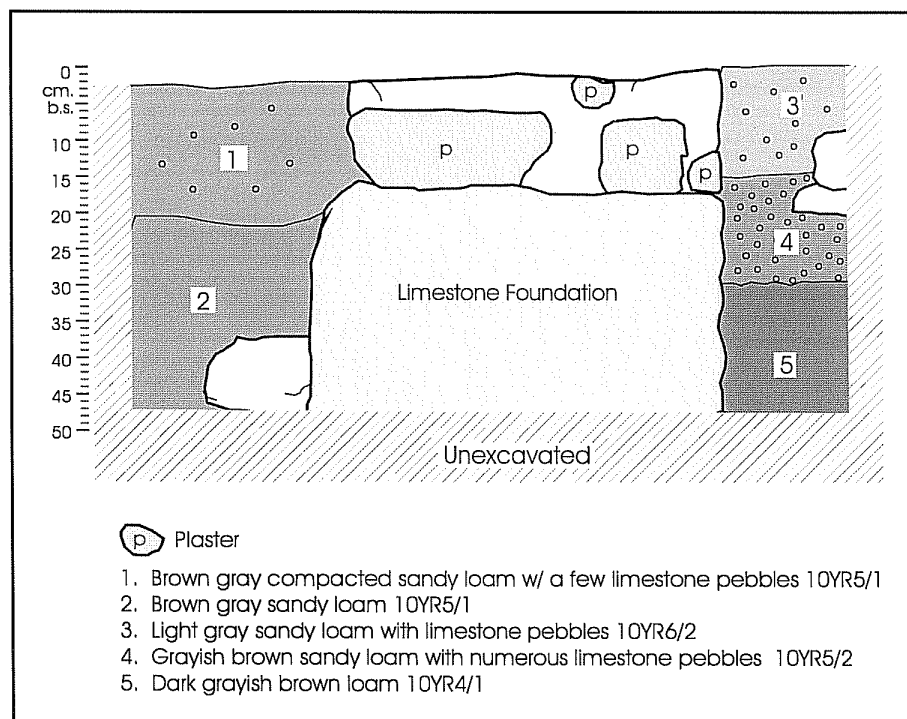 0
cm.
b.s.
10
15
20
25
30
35
40
45
50
1
2
p
p
p
p
3
4
5
Limestone Foundation
Unexcavated
p Plaster
1. Brown gray compacted sandy loam w/ a few limestone pebbles 10YR5/1
2. Brown gray sandy loam 10YR5/1
3. Light gray sandy loam with limestone pebbles 10YR6/2
4. Grayish brown sandy loam with numerous limestone pebbles 10YR5/2
5. Dark grayish brown loam 10YR4/1